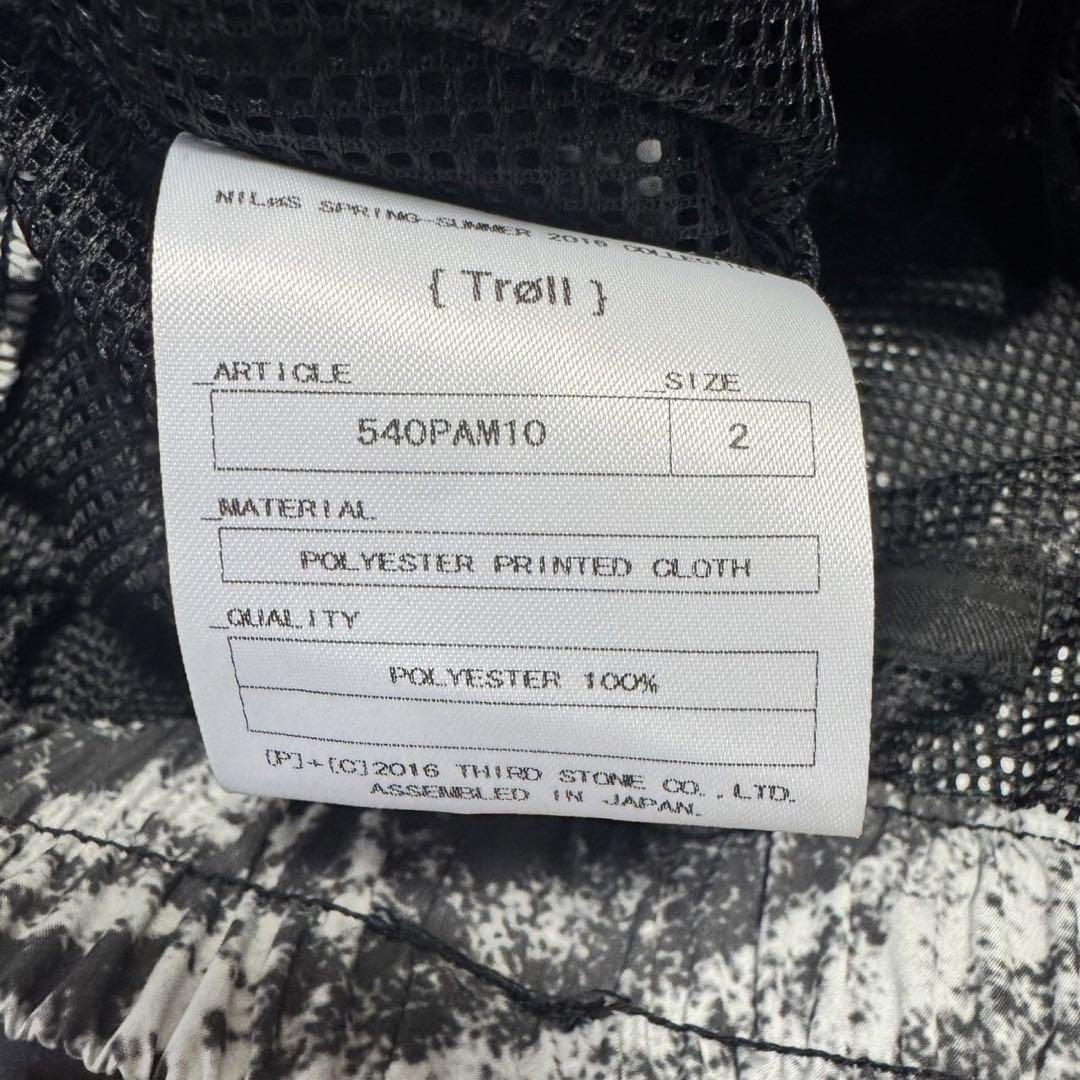 NILøS SPRING-SUMMER 2016 COLLECTION
{ Trøll }
_ARTICLE _SIZE
540PAM10 2
_MATERIAL
POLYESTER PRINTED CLOTH
_QUALITY
POLYESTER 100%
[P]+[C]2016 THIRD STONE CO.,LTD.
ASSEMBLED IN JAPAN.